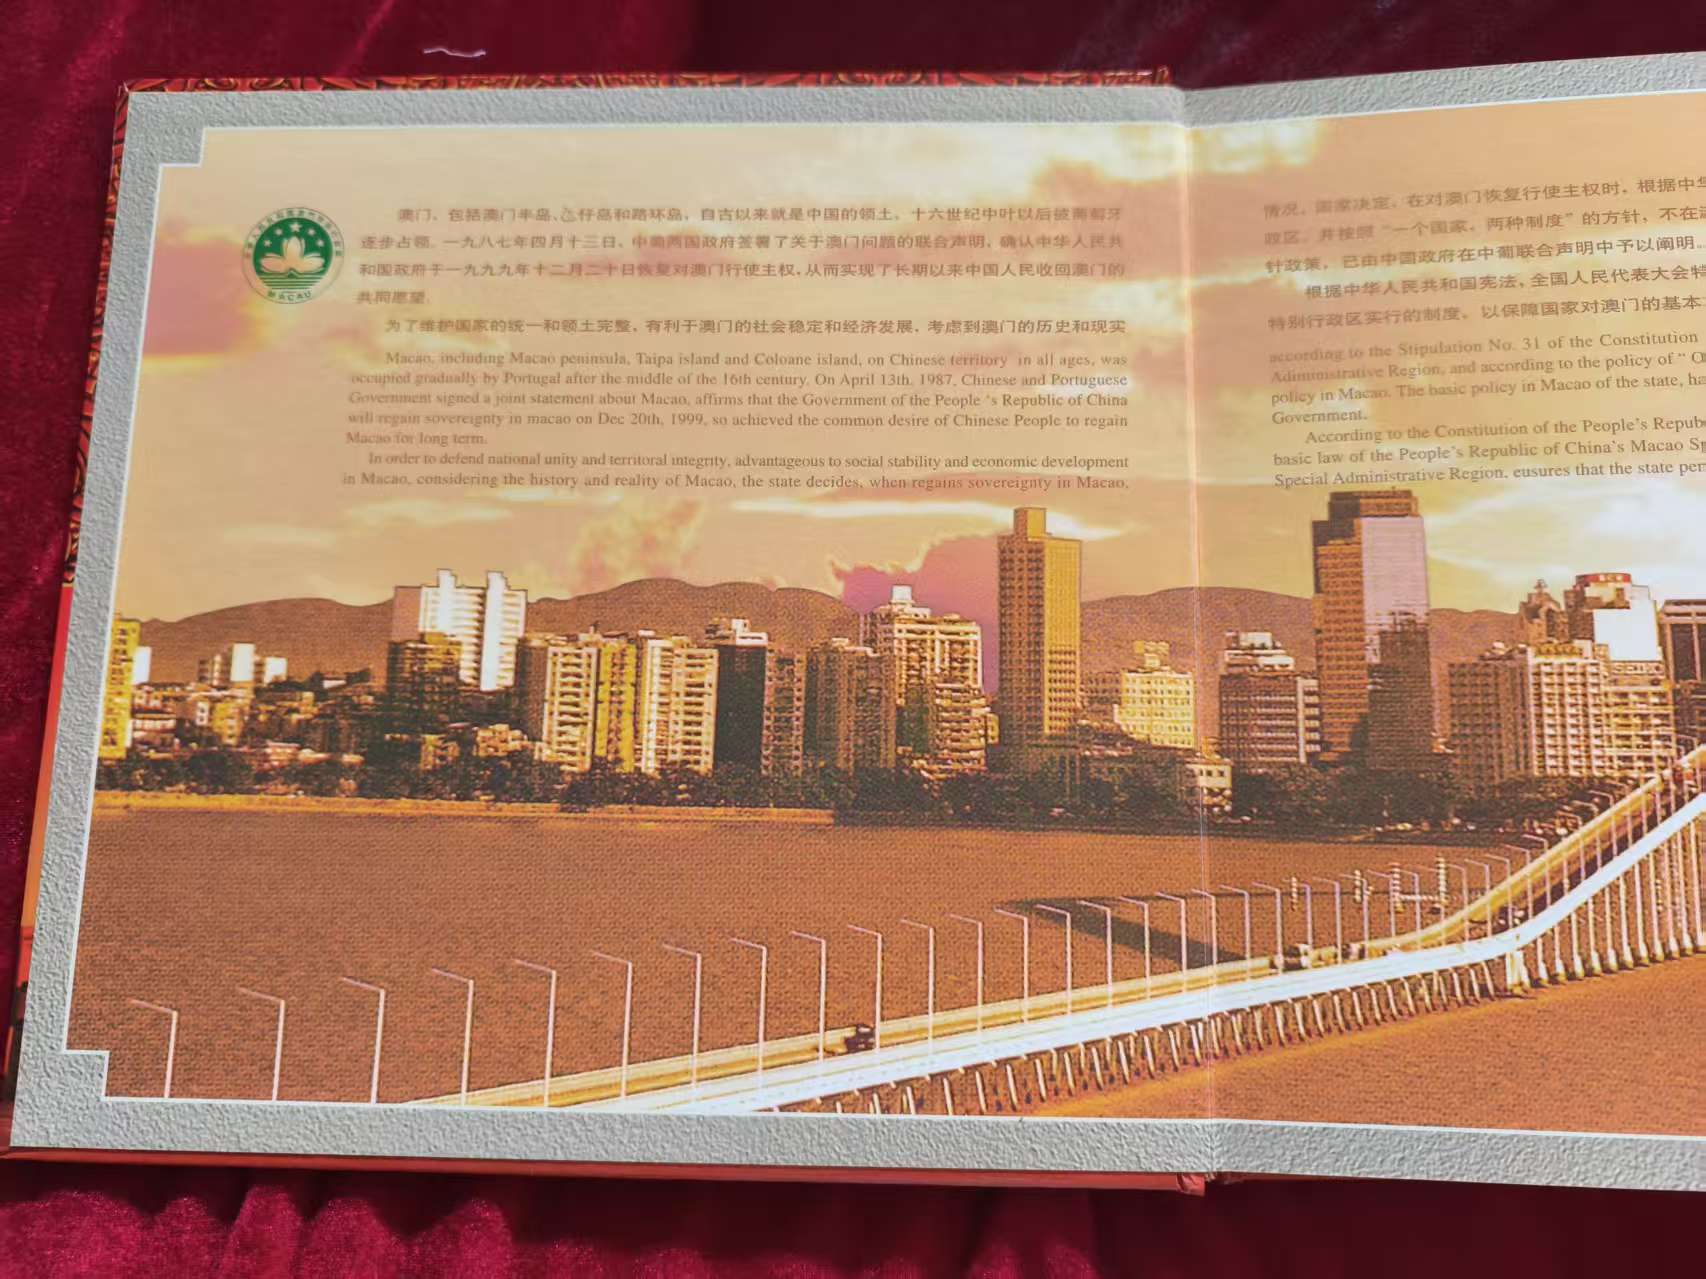 澳门，包括澳门半岛、氹仔岛和路环岛，自古以来就是中国的领土，十六世纪中叶以后被葡萄牙
逐步占领。一九八七年四月十三日，中葡两国政府签署了关于澳门问题的联合声明，确认中华人民共
和国政府于一九九九年十二月二十日恢复对澳门行使主权，从而实现了长期以来中国人民收回澳门的
共同愿望。
为了维护国家的统一和领土完整，有利于澳门的社会稳定和经济发展，考虑到澳门的历史和现实
Macao, including Macao peninsula, Taipa island and Coloane island, on Chinese territory in all ages, was
occupied gradually by Portugal after the middle of the 16th century. On April 13th, 1987, Chinese and Portuguese
Government signed a joint statement about Macao, affirms that the Government of the People 's Republic of China
will regain sovereignty in macao on Dec 20th, 1999, so achieved the common desire of Chinese People to regain
Macao for long term.
In order to defend national unity and territoral integrity, advantageous to social stability and economic development
in Macao, considering the history and reality of Macao, the state decides, when regains sovereignty in Macao,
MACAU
情况，国家决定，在对澳门恢复行使主权时，根据中华
政区，并按照“一个国家，两种制度”的方针，不在
针政策，已由中国政府在中葡联合声明中予以阐明。
根据中华人民共和国宪法，全国人民代表大会特
特别行政区实行的制度，以保障国家对澳门的基本
according to the Stipulation No. 31 of the Constitution
Adiministrative Region, and according to the policy of “ O
policy in Macao. The basic policy in Macao of the state, ha
Government.
According to the Constitution of the People's Repub
basic law of the People's Republic of China's Macao Sp
Special Administrative Region, eusures that the state per